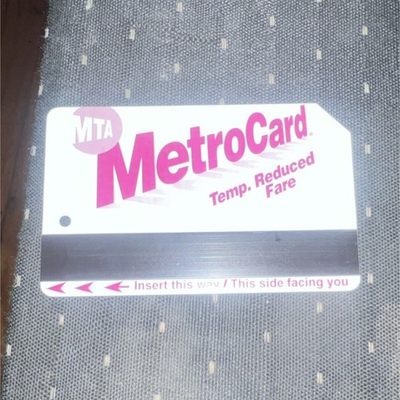 MTA
MetroCard
Temp. Reduced
Fare
Insert this way / This side facing you